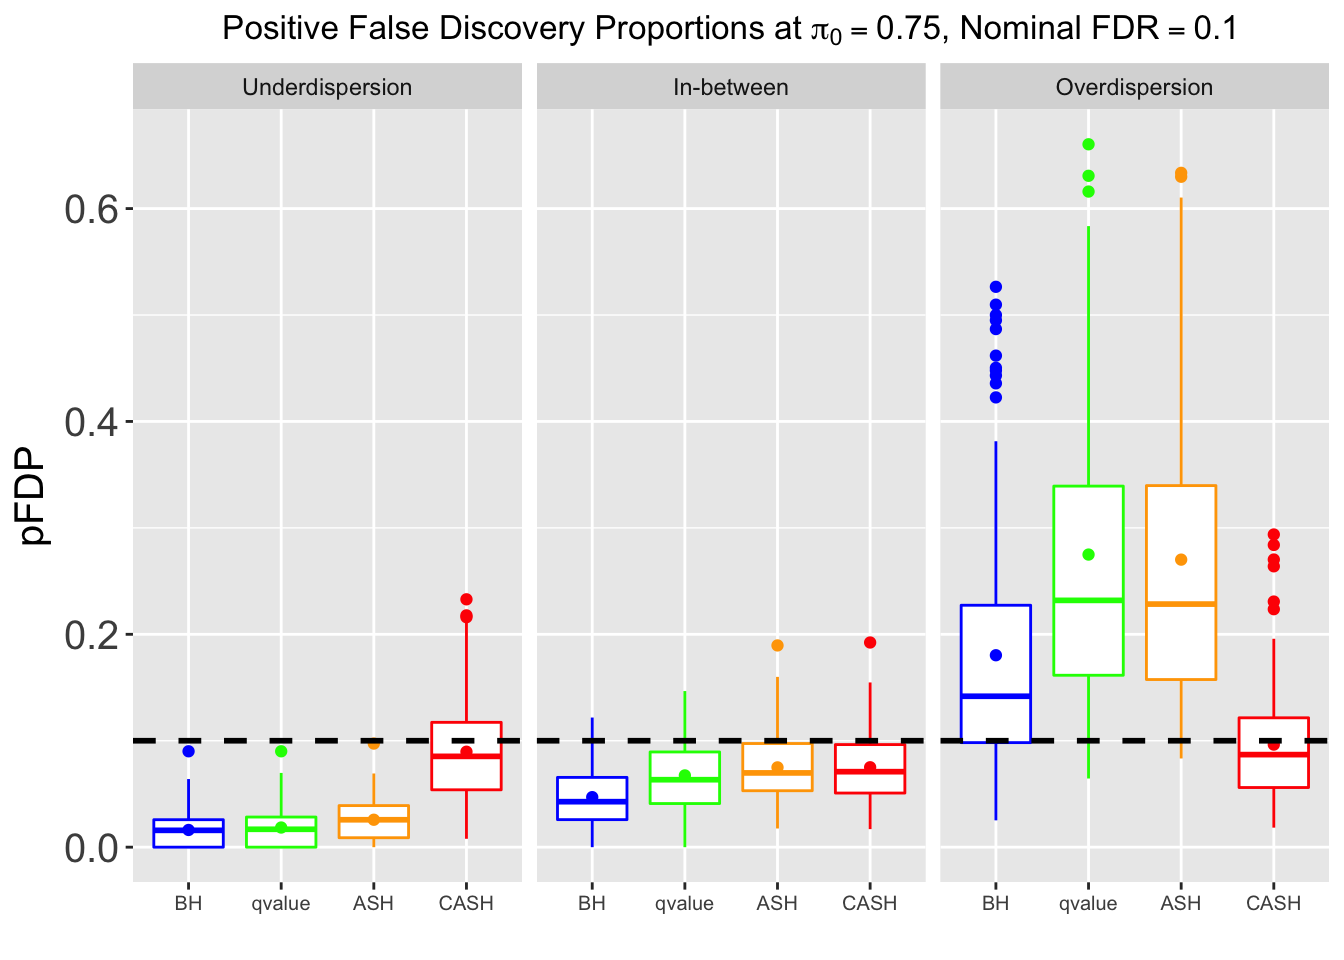 Positive False Discovery Proportions at π₀ = 0.75, Nominal FDR = 0.1
Underdispersion In-between Overdispersion
pFDP
0.6
0.4
0.2
0.0
BH qvalue ASH CASH BH qvalue ASH CASH BH qvalue ASH CASH